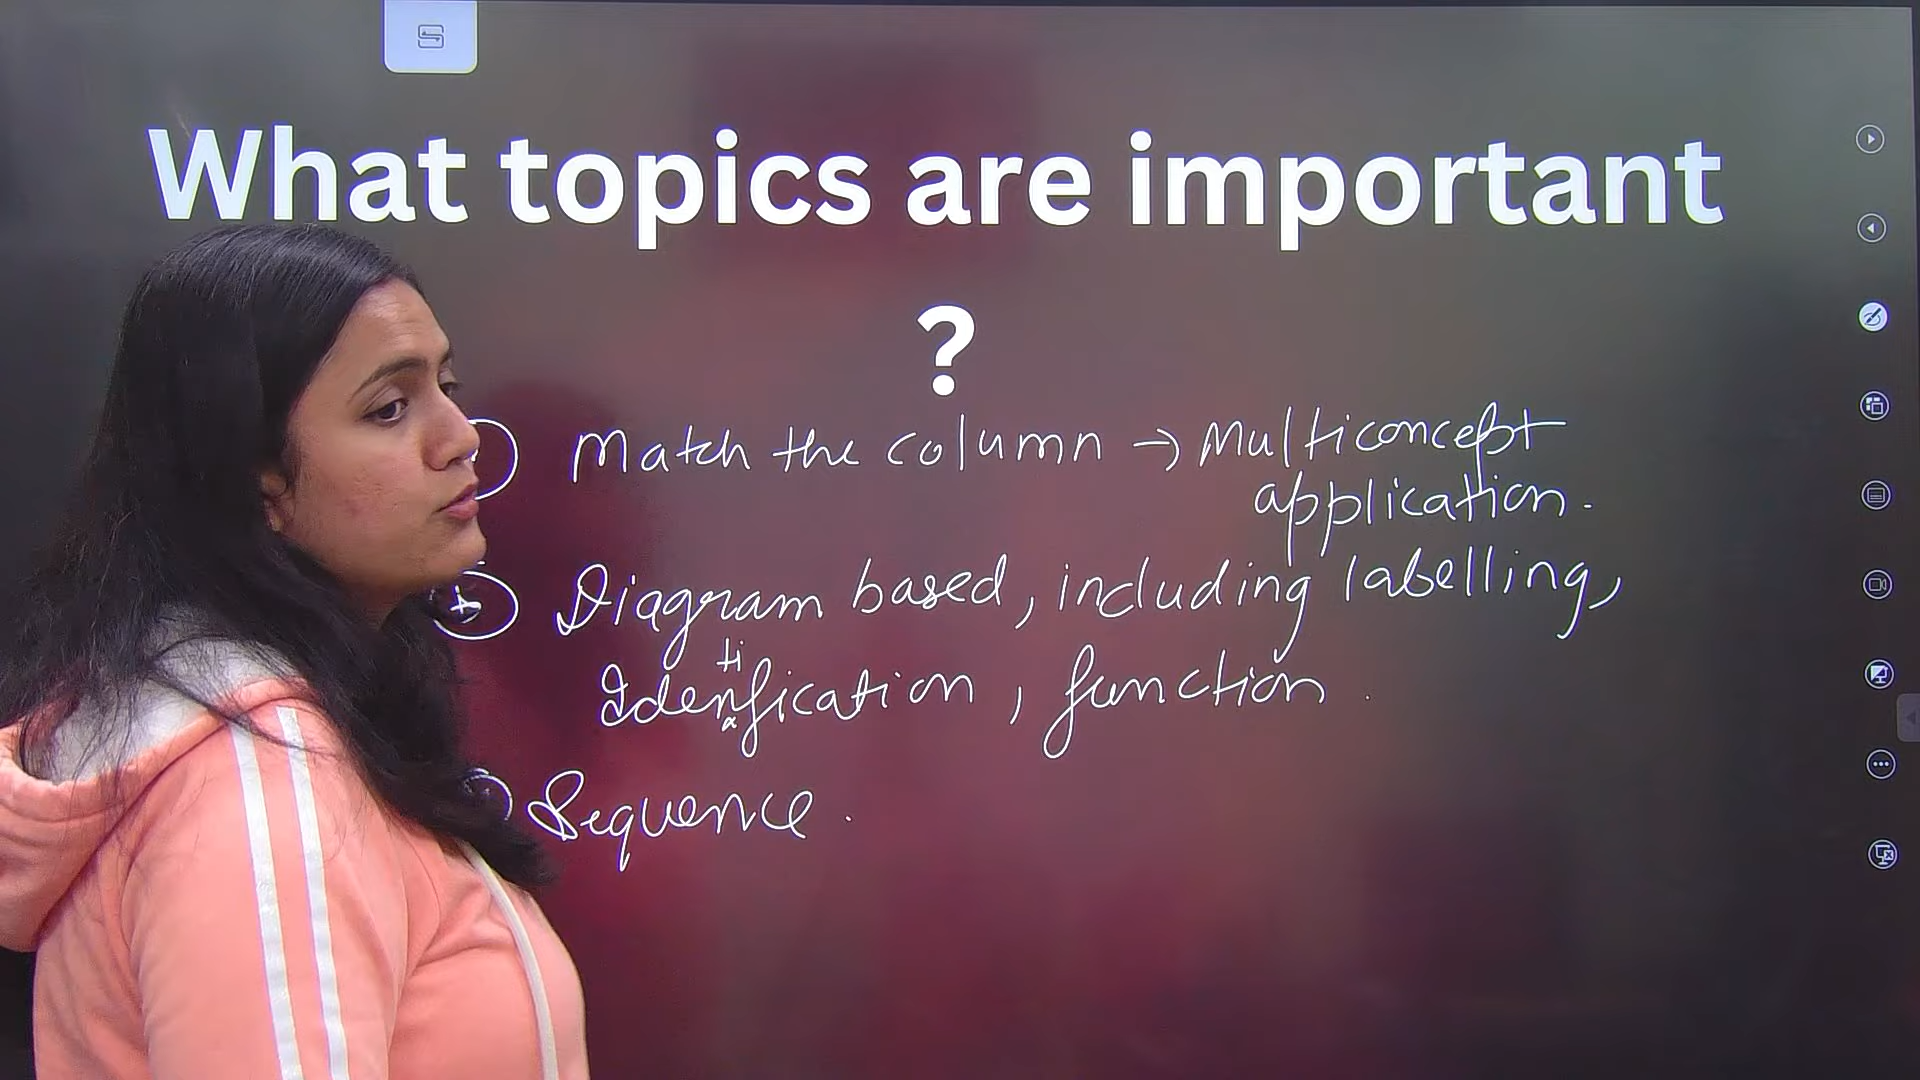 What topics are important
?
Match the column → Multiconcept
application.
Diagram based, including labelling,
Identification, function.
Sequence.